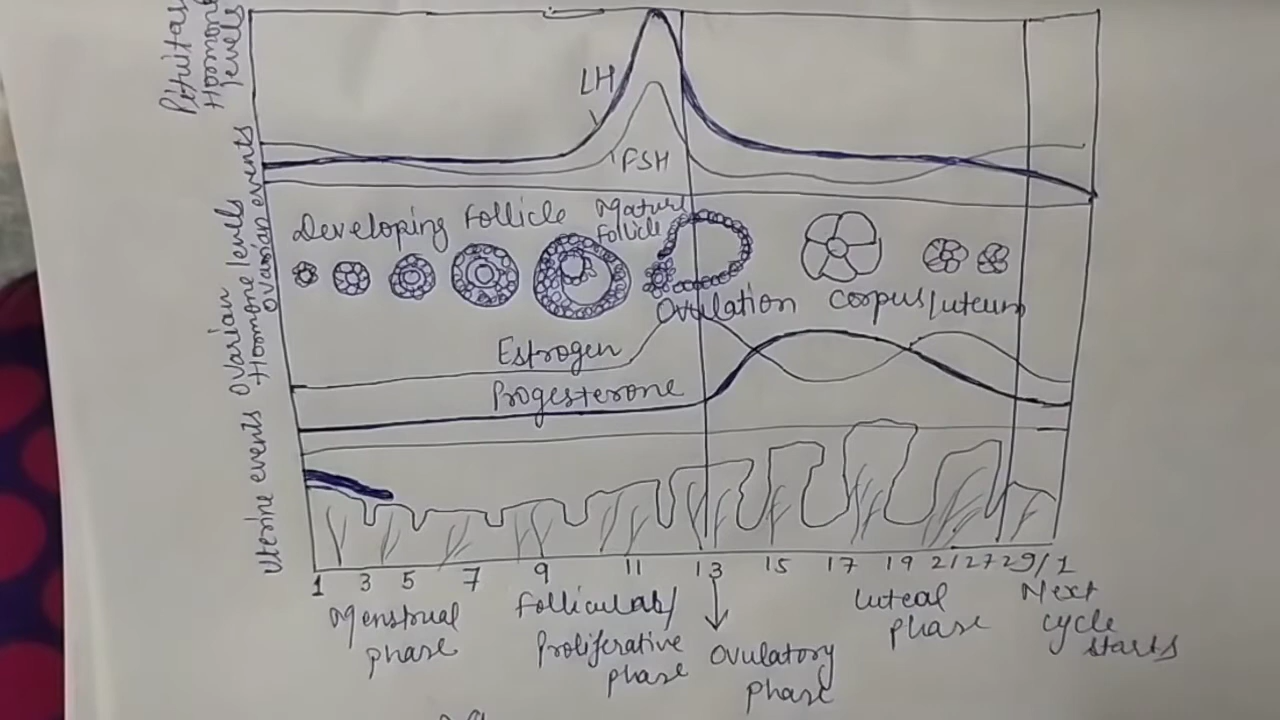 Pituita
Hormon
levels
LH
FSH
Ovarian
Hormone levels
Ovarian events
Developing follicle
Mature
follicle
Ovulation
Corpus luteum
Estrogen
Progesterone
Uterine events
1 3 5 7 9 11 13 15 17 19 21 27 29/1
Menstrual
phase
Follicular/
Proliferative
phase
Ovulatory
phase
luteal
phase
Next
cycle
starts